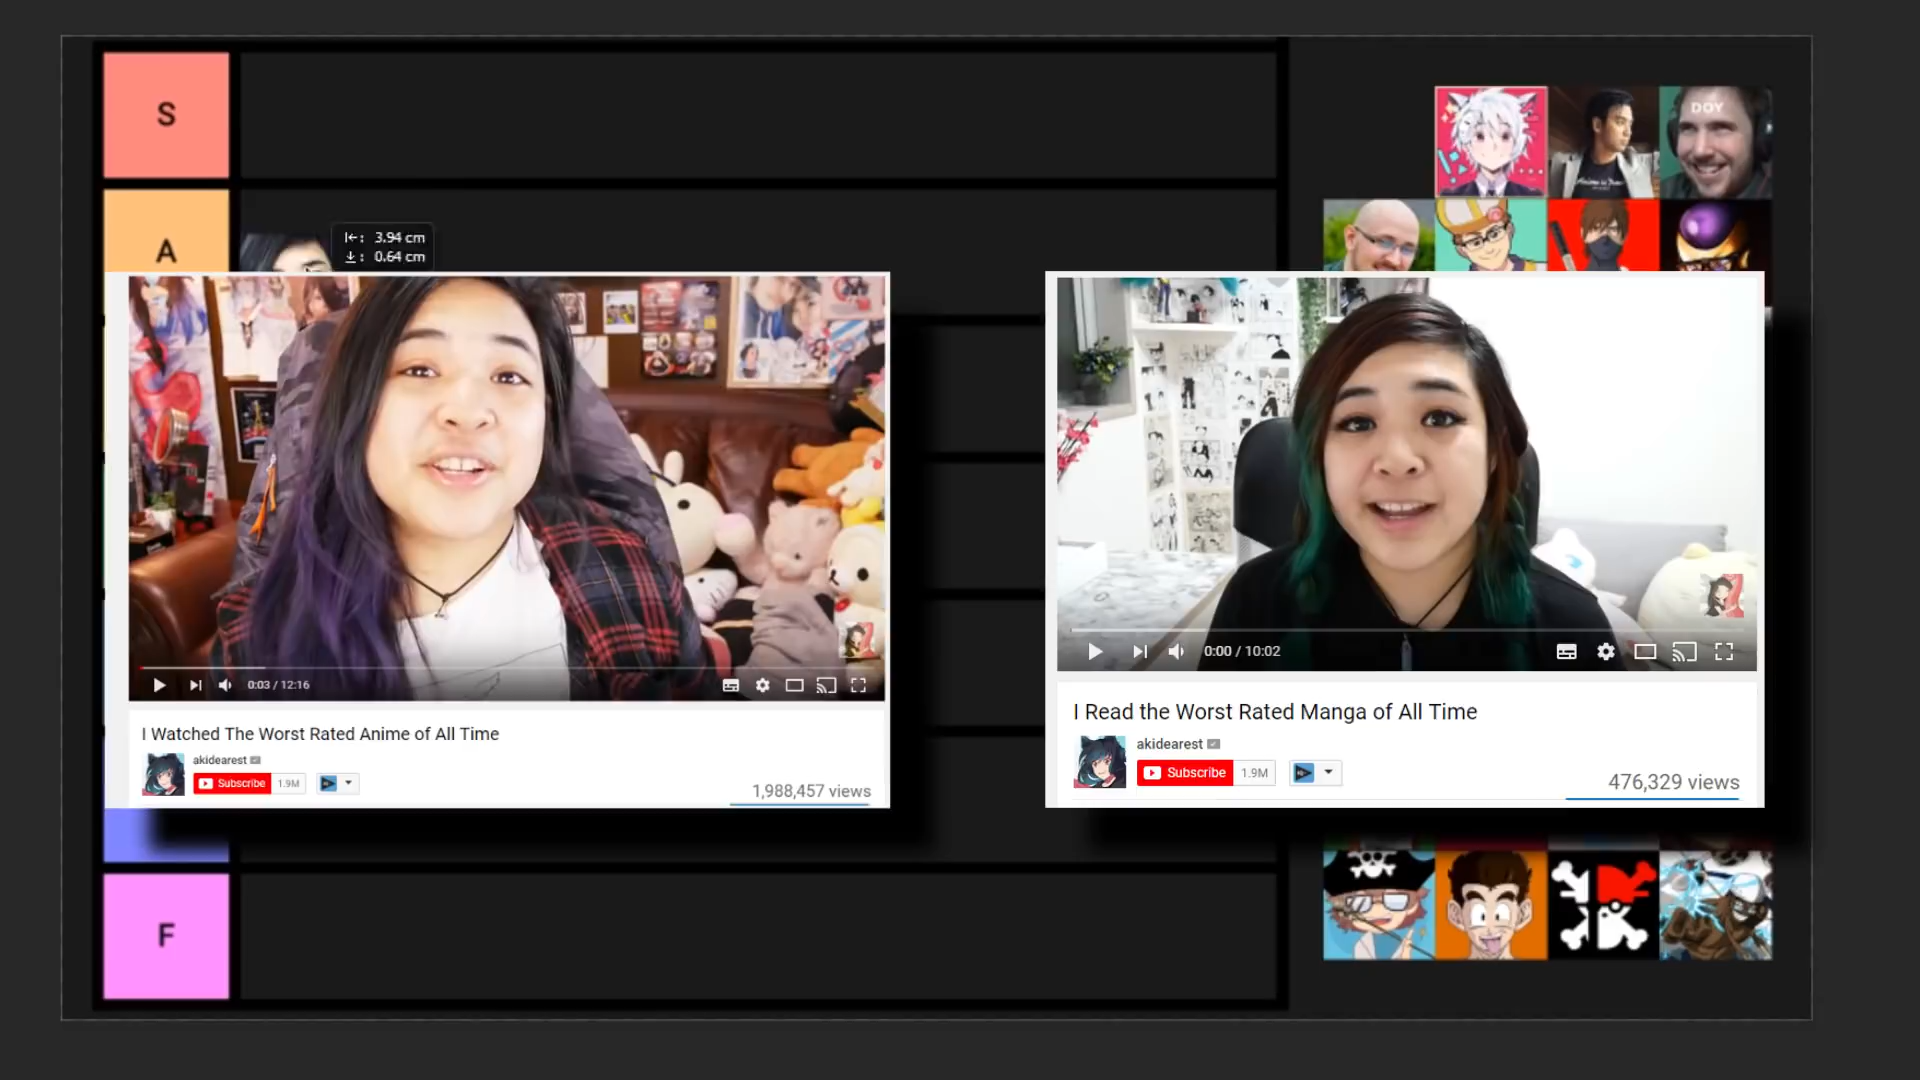 S
DOY
A
3.94 cm
0.64 cm
0:03 / 12:16
I Watched The Worst Rated Anime of All Time
akidearest
Subscribe 1.9M
1,988,457 views
0:00 / 10:02
I Read the Worst Rated Manga of All Time
akidearest
Subscribe 1.9M
476,329 views
F